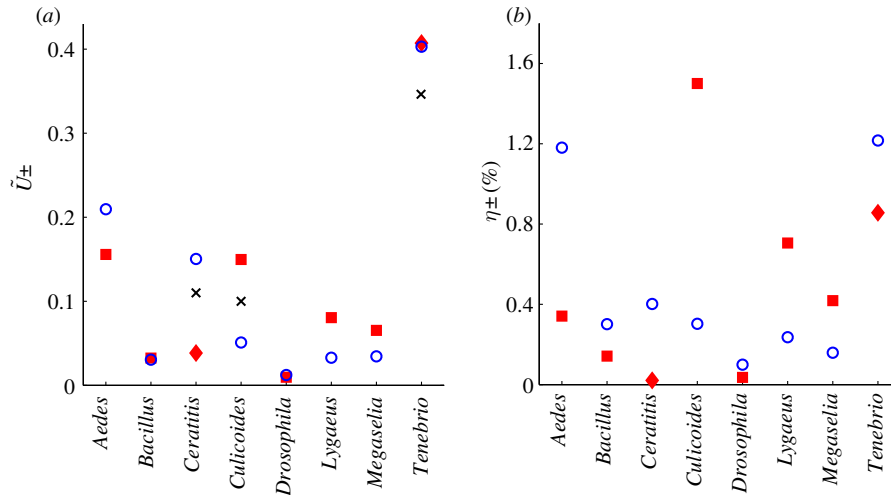 (a)
0.4
0.3
0.2
0.1
0
Ũ±
Aedes
Bacillus
Ceratitis
Culicoides
Drosophila
Lygaeus
Megaselia
Tenebrio
(b)
1.6
1.2
0.8
0.4
0
η± (%)
Aedes
Bacillus
Ceratitis
Culicoides
Drosophila
Lygaeus
Megaselia
Tenebrio